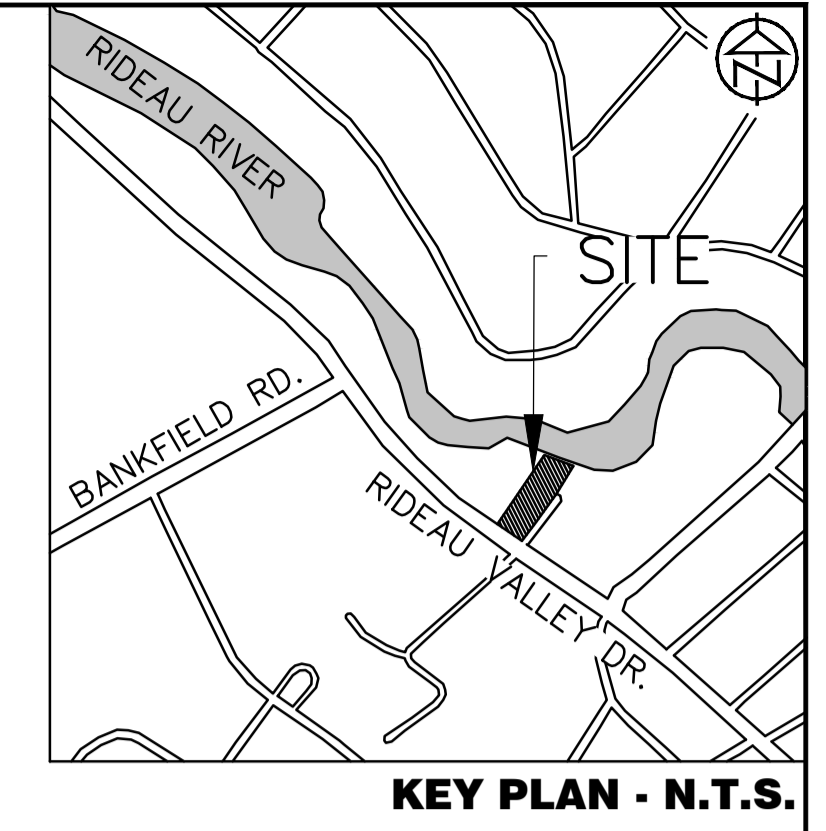 RIDEAU RIVER
N
SITE
BANKFIELD RD.
RIDEAU VALLEY DR.
KEY PLAN - N.T.S.